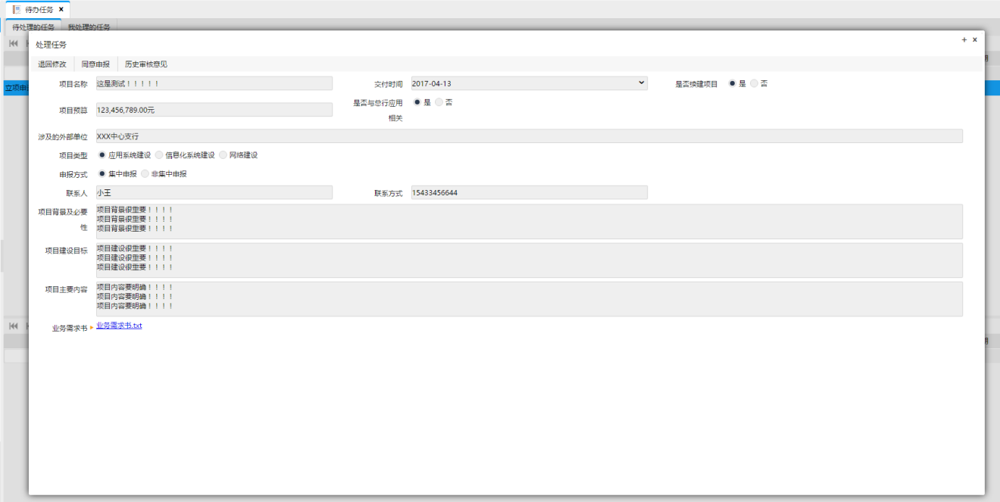 待办任务
待处理的任务 我处理的任务
处理任务
退回修改 同意申报 历史审核意见
项目名称 这是测试！！！！！ 交付时间 2017-04-13 是否续建项目 是 否
项目预算 123,456,789.00元 是否与总行应用 是 否
相关
涉及的外部单位 XXX中心支行
项目类型 应用系统建设 信息化系统建设 网络建设
申报方式 集中申报 非集中申报
联系人 小王 联系方式 15433456644
项目背景及必要
性
项目背景很重要！！！！
项目背景很重要！！！！
项目背景很重要！！！！
项目建设目标
项目建设很重要！！！！
项目建设很重要！！！！
项目建设很重要！！！！
项目主要内容
项目内容要明确！！！！
项目内容要明确！！！！
项目内容要明确！！！！
业务需求书 业务需求书.txt
立项申